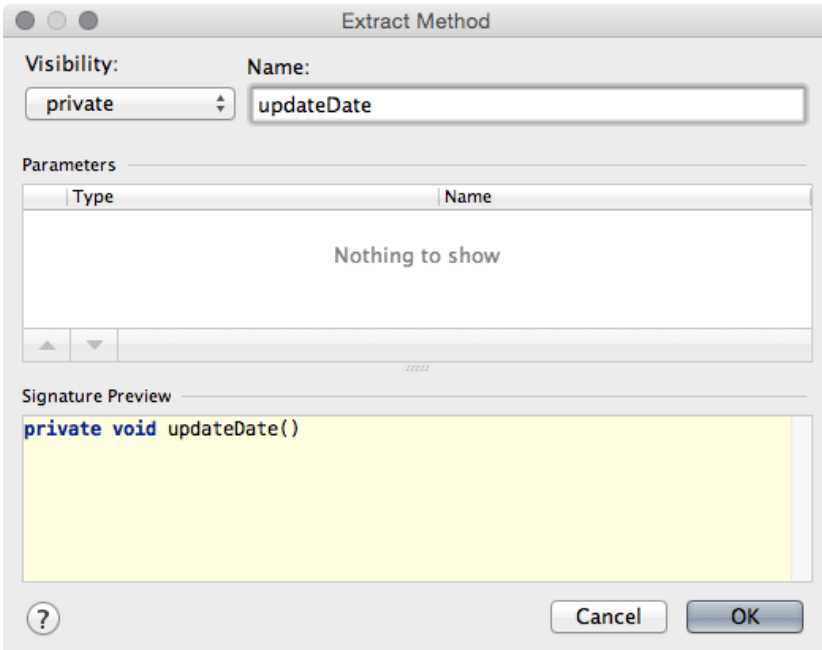 Extract Method
Visibility:
Name:
private
updateDate
Parameters
Type
Name
Nothing to show
Signature Preview
private void updateDate()
?
Cancel
OK